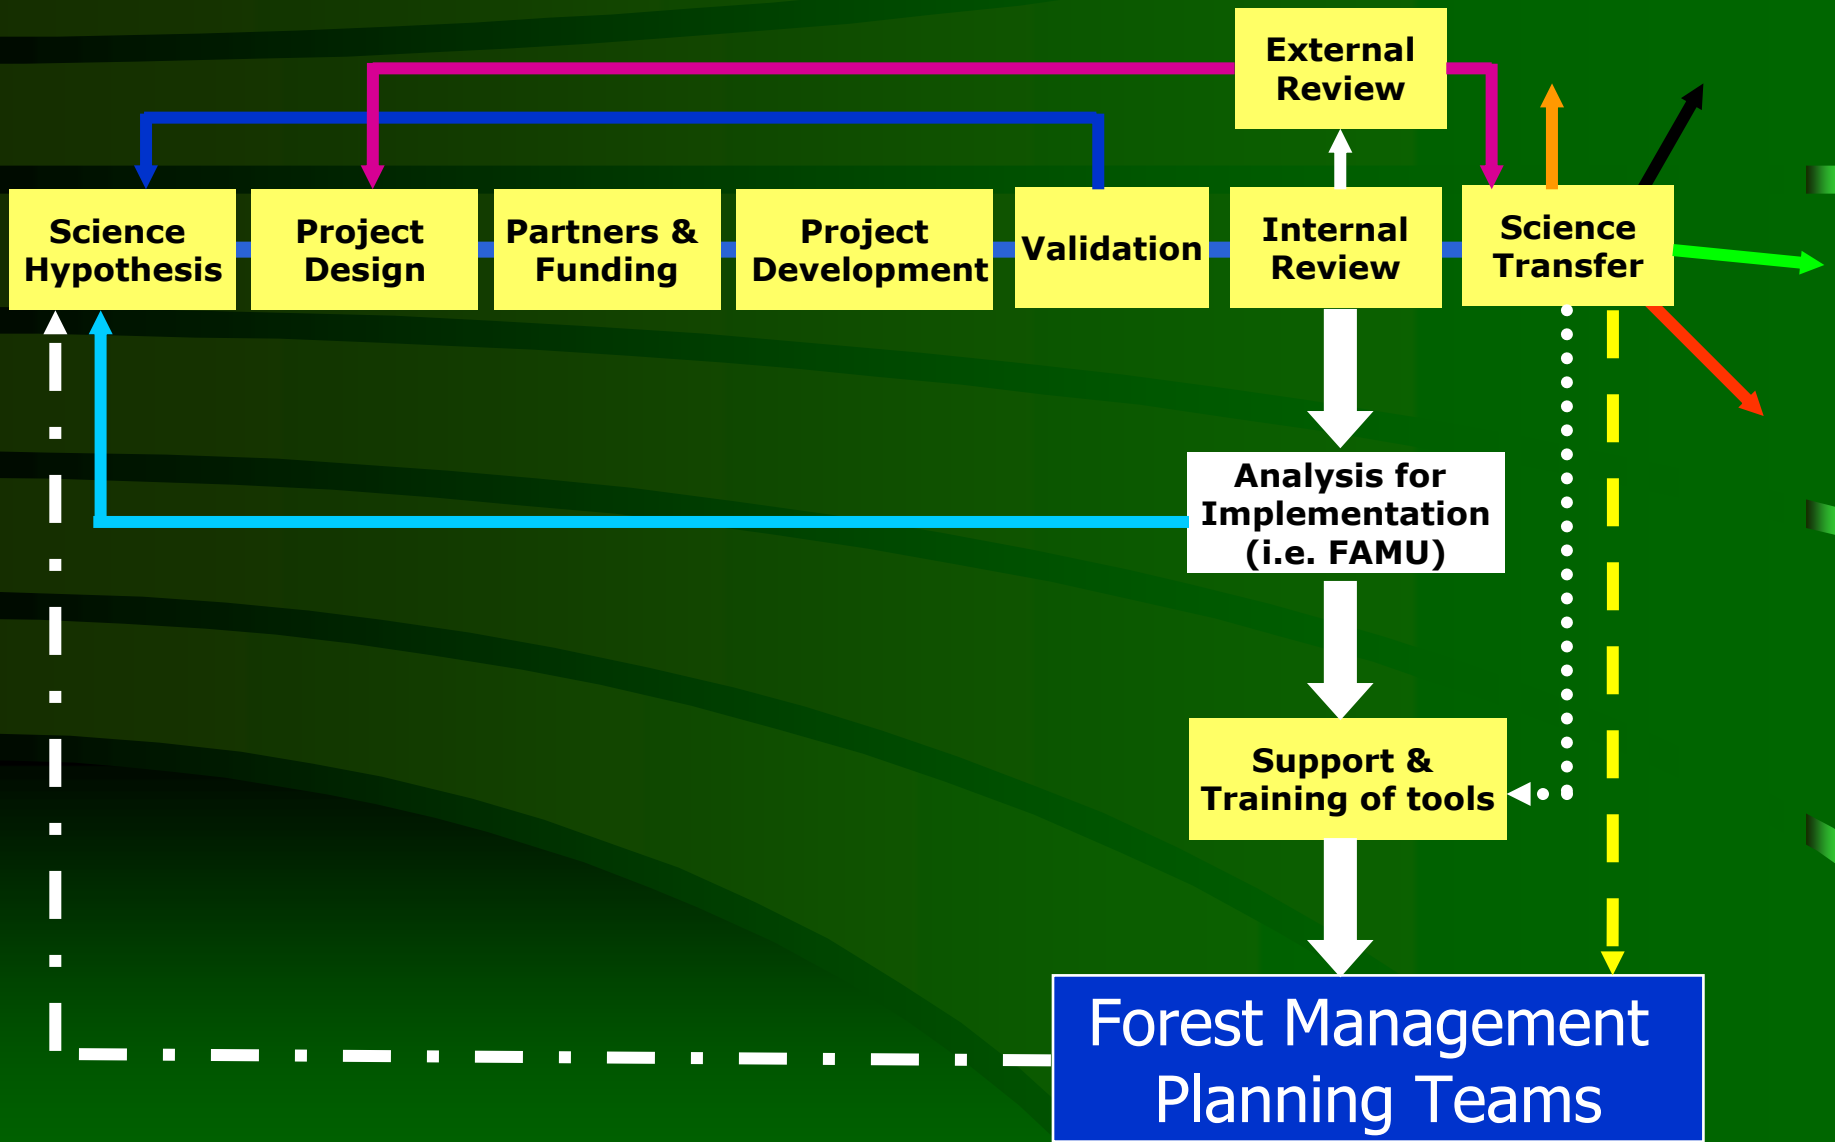 External
Review
Science
Hypothesis
Project
Design
Partners &
Funding
Project
Development
Validation
Internal
Review
Science
Transfer
Analysis for
Implementation
(i.e. FAMU)
Support &
Training of tools
Forest Management
Planning Teams